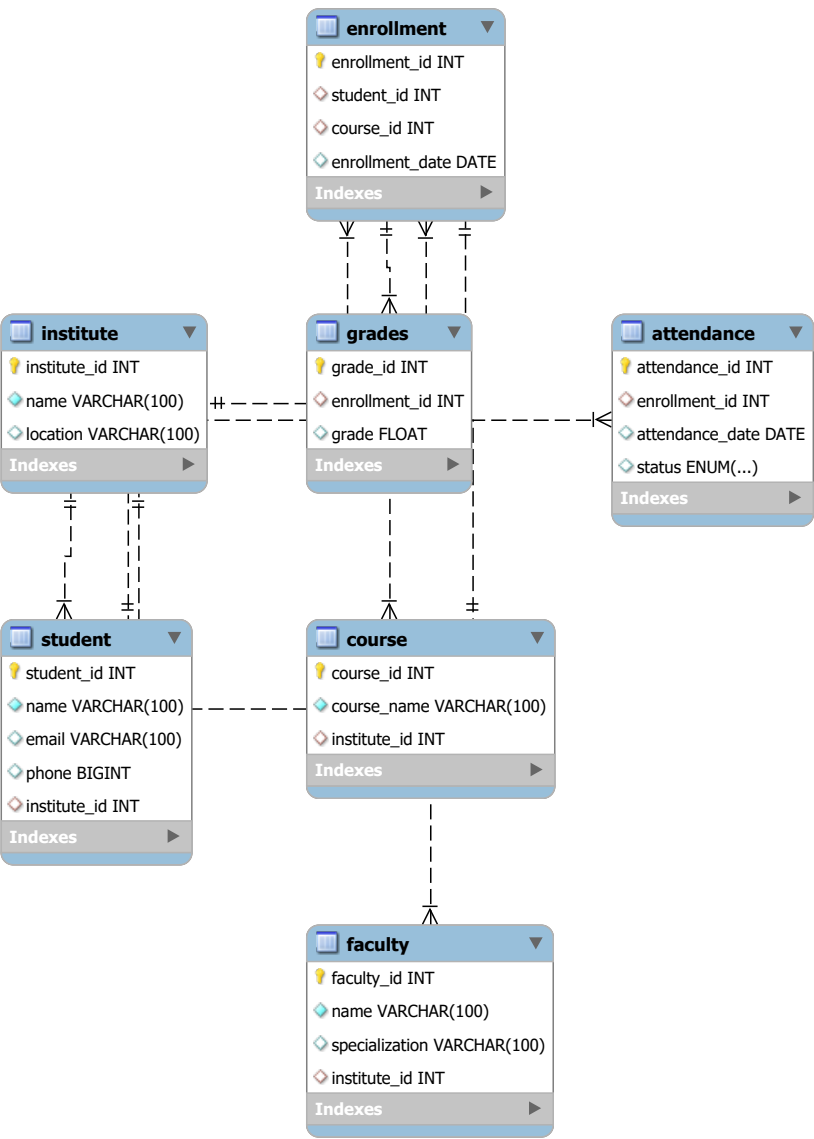 enrollment
enrollment_id INT
student_id INT
course_id INT
enrollment_date DATE
Indexes
institute
institute_id INT
name VARCHAR(100)
location VARCHAR(100)
Indexes
grades
grade_id INT
enrollment_id INT
grade FLOAT
Indexes
attendance
attendance_id INT
enrollment_id INT
attendance_date DATE
status ENUM(...)
Indexes
student
student_id INT
name VARCHAR(100)
email VARCHAR(100)
phone BIGINT
institute_id INT
Indexes
course
course_id INT
course_name VARCHAR(100)
institute_id INT
Indexes
faculty
faculty_id INT
name VARCHAR(100)
specialization VARCHAR(100)
institute_id INT
Indexes